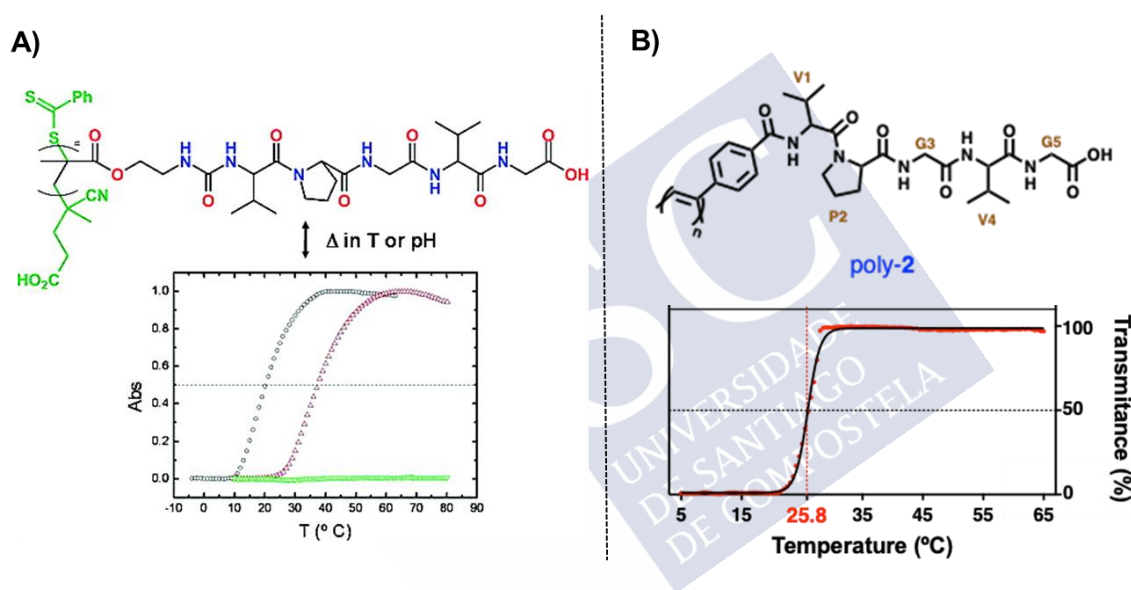 A)
B)
S
Ph
S
n
O
O
H
N
H
N
O
O
N
O
H
N
O
N
H
O
H
N
O
OH
CN
HO₂C
Δ in T or pH
Abs
1.0
0.8
0.6
0.4
0.2
0.0
-10 0 10 20 30 40 50 60 70 80 90
T (º C)
V1
O
N
H
O
N
P2
O
G3
N
H
O
H
N
V4
O
G5
N
H
O
OH
n
poly-2
UNIVERSIDADE
DE SANTIAGO
DE COMPOSTELA
100
50
0
Transmitance
(%)
5 15 25.8 35 45 55 65
Temperature (ºC)